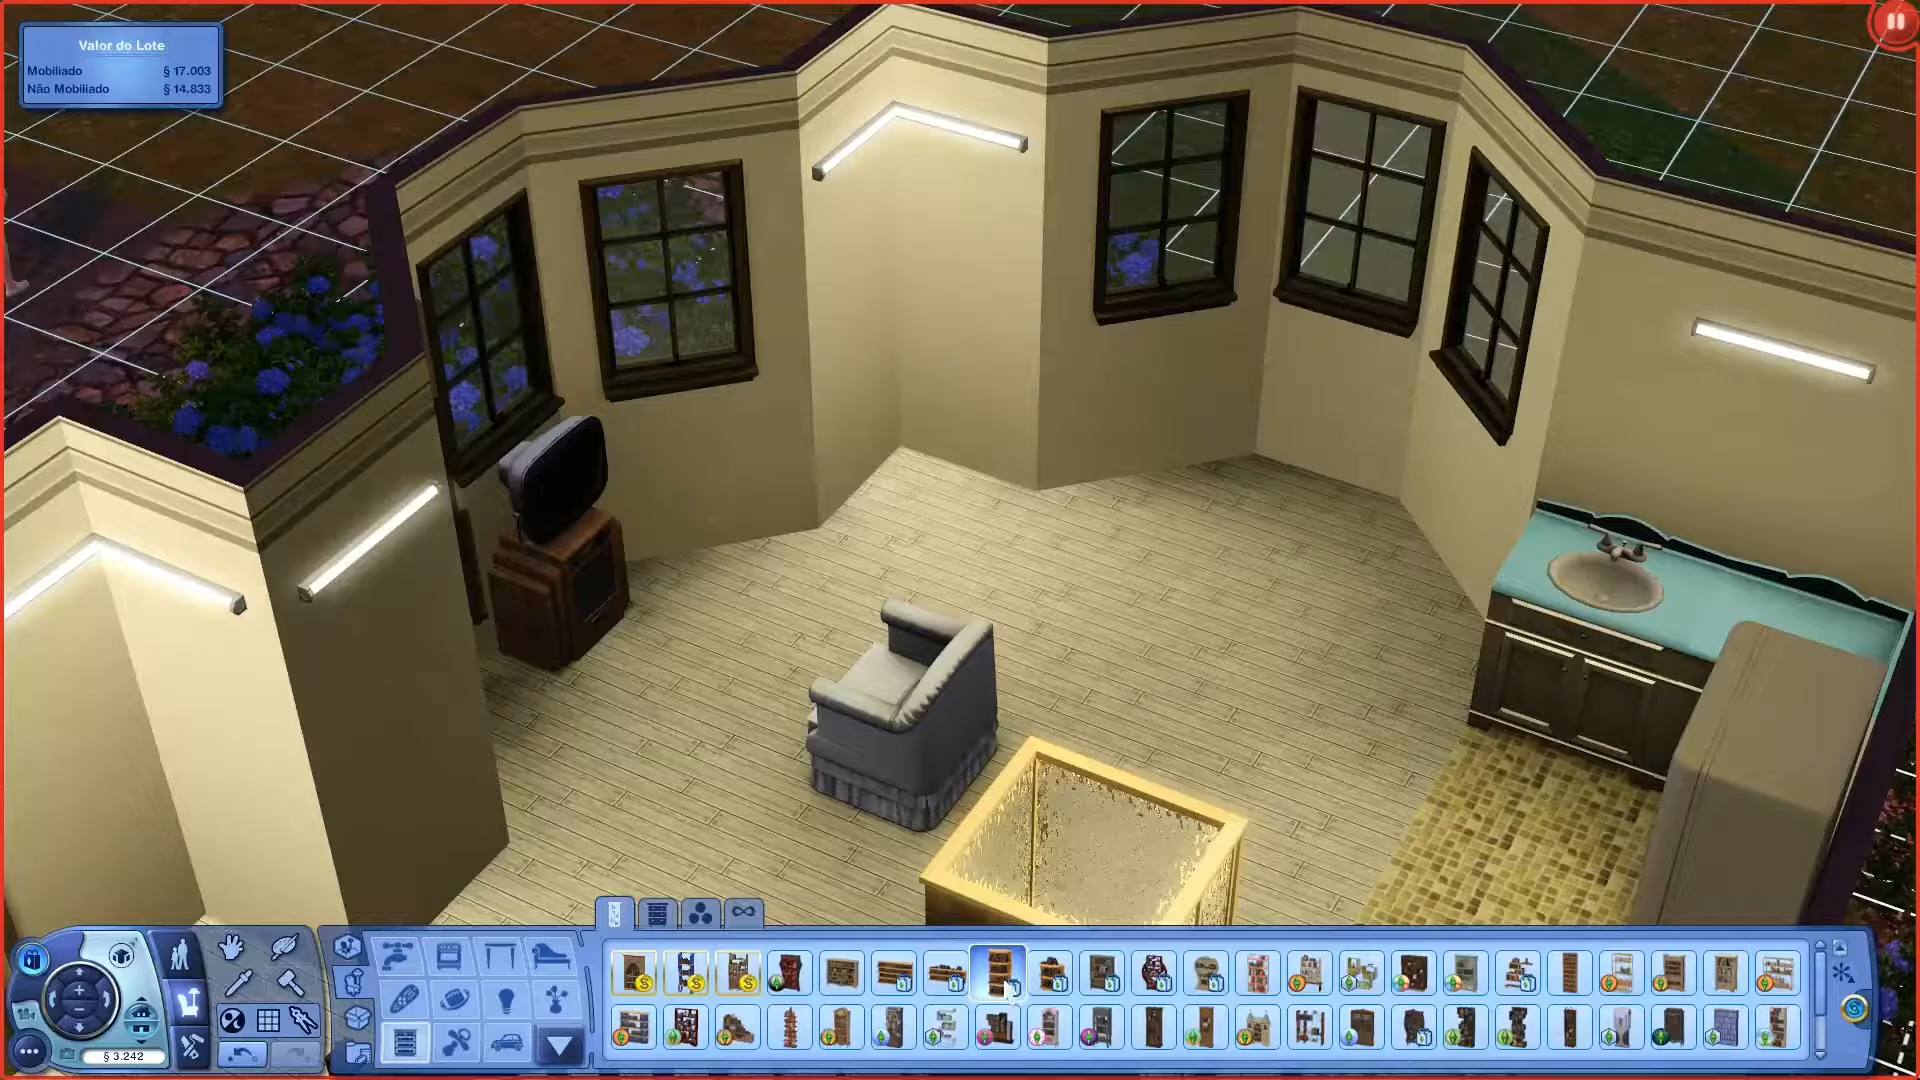 Valor do Lote
Mobiliado § 17.003
Não Mobiliado § 14.833
§ 3.242